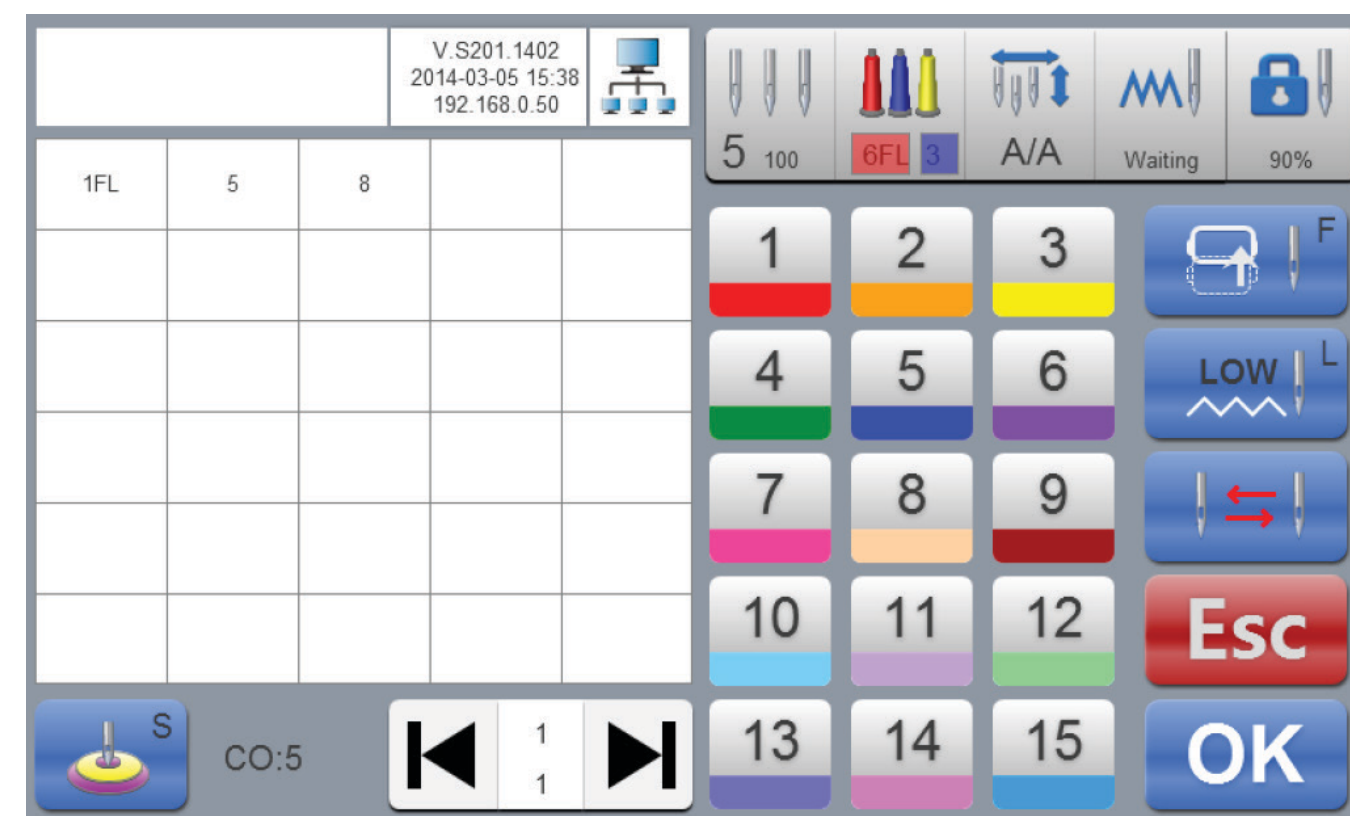 V.S201.1402
2014-03-05 15:38
192.168.0.50
5 100
6FL 3
A/A
Waiting
90%
1FL 5 8
1 2 3
F
4 5 6
LOW L
7 8 9
10 11 12
Esc
13 14 15
OK
S
CO:5
1
1